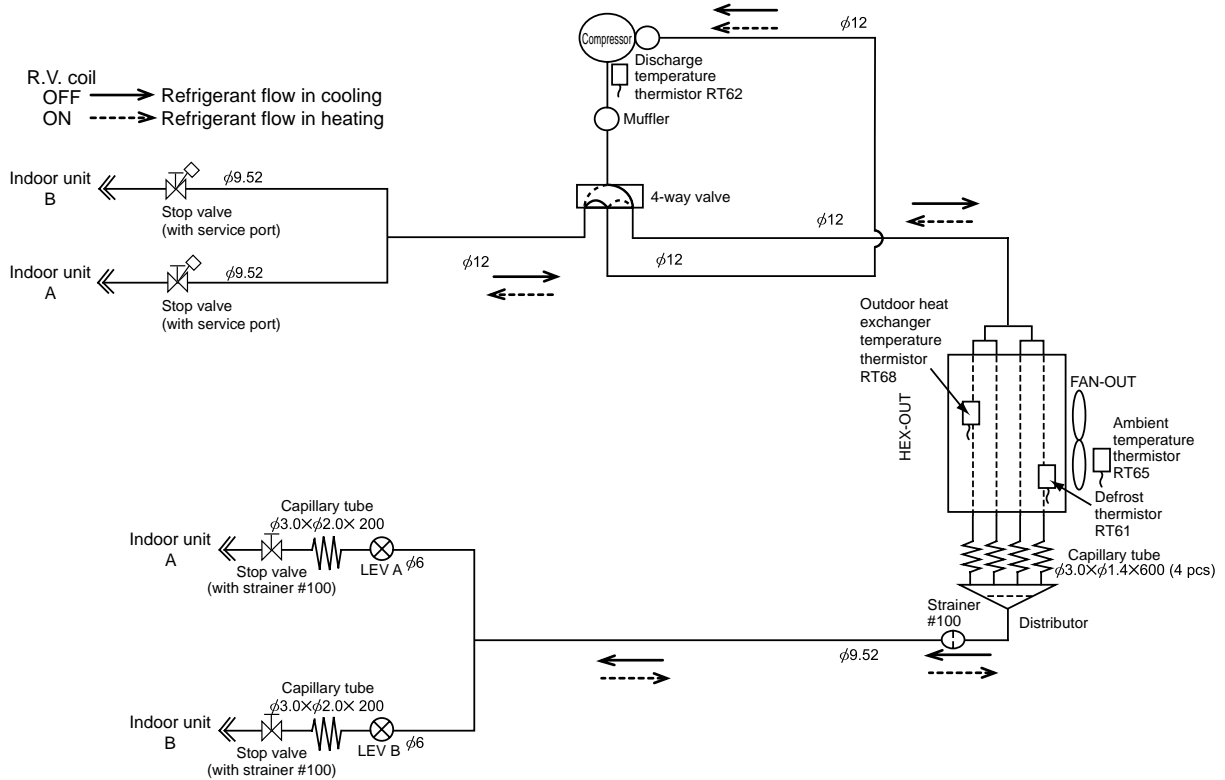 Compressor
φ12
Discharge
temperature
thermistor RT62
Muffler
R.V. coil
OFF Refrigerant flow in cooling
ON Refrigerant flow in heating
Indoor unit
B
φ9.52
Stop valve
(with service port)
4-way valve
φ12
Indoor unit
A
φ9.52
Stop valve
(with service port)
φ12
φ12
Outdoor heat
exchanger
temperature
thermistor
RT68
HEX-OUT
FAN-OUT
Ambient
temperature
thermistor
RT65
Defrost
thermistor
RT61
Capillary tube
φ3.0×φ1.4×600 (4 pcs)
Distributor
Strainer
#100
φ9.52
Indoor unit
A
Capillary tube
φ3.0×φ2.0×200
LEV A
φ6
Stop valve
(with strainer #100)
Indoor unit
B
Capillary tube
φ3.0×φ2.0×200
LEV B
φ6
Stop valve
(with strainer #100)